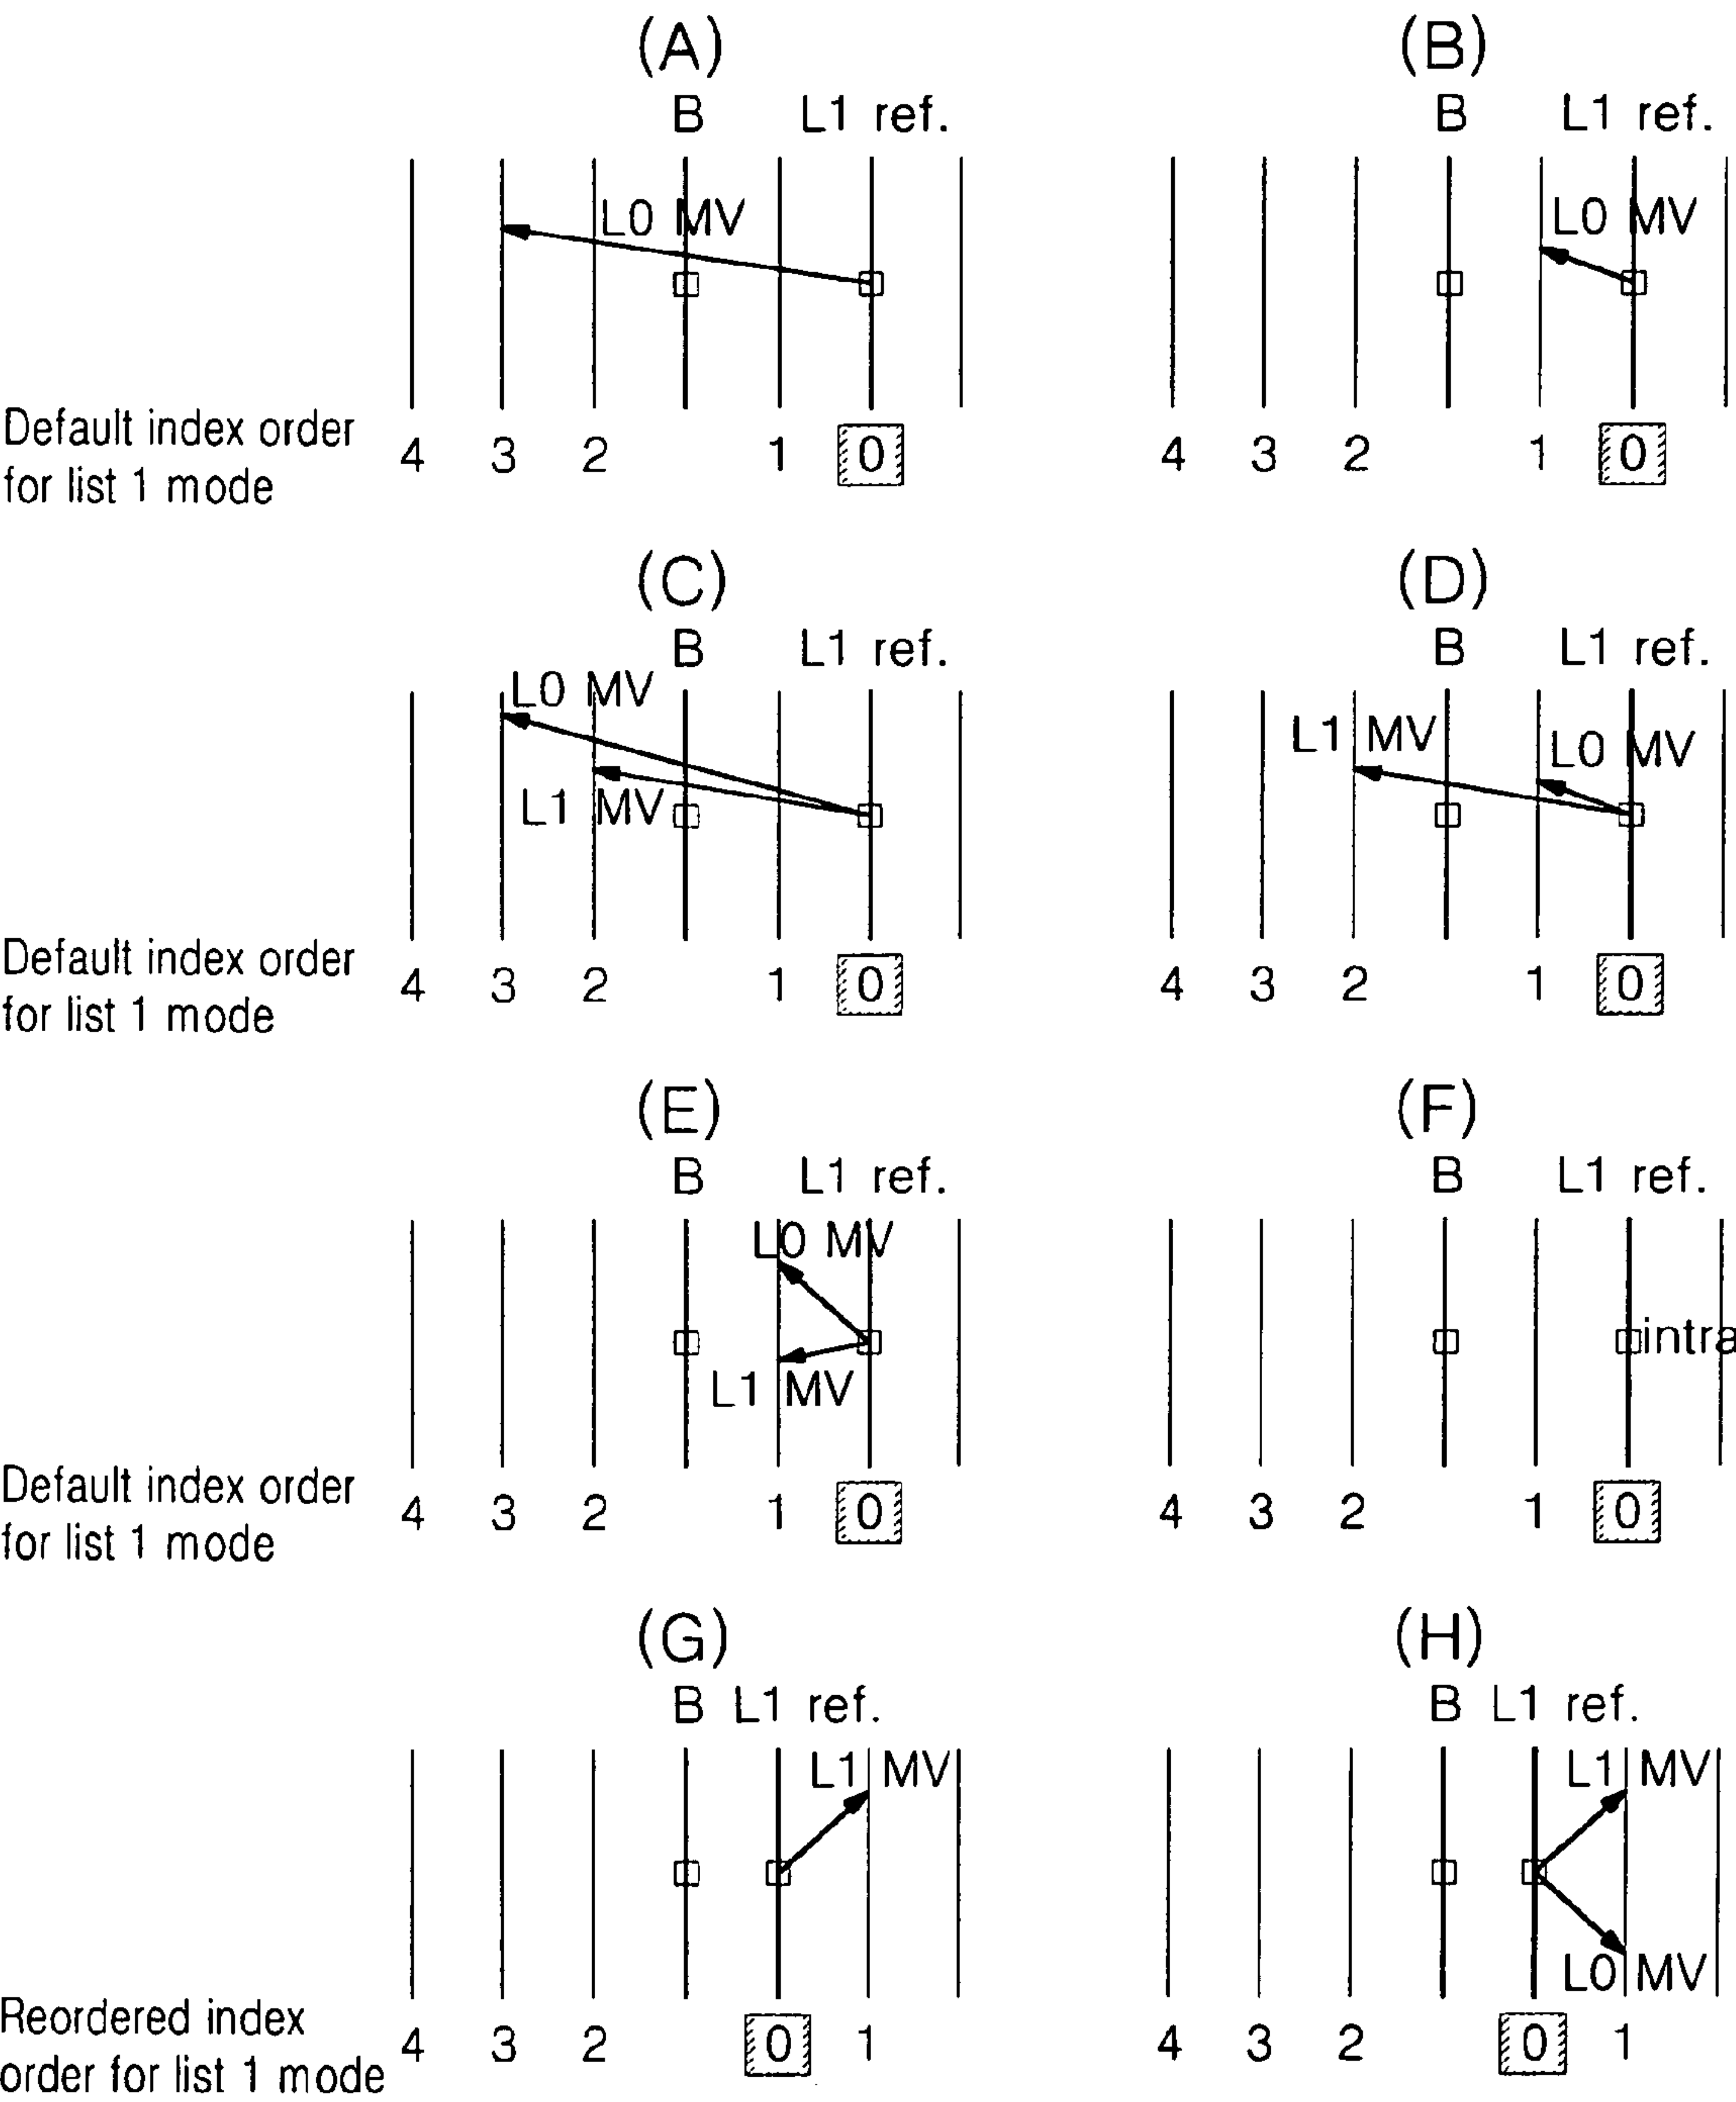 (A) (B)
B L1 ref. B L1 ref.
L0 MV L0 MV
Default index order
for list 1 mode
4 3 2 1 0 4 3 2 1 0
(C) (D)
B L1 ref. B L1 ref.
L0 MV
L1 MV L0 MV
L1 MV
Default index order
for list 1 mode
4 3 2 1 0 4 3 2 1 0
(E) (F)
B L1 ref. B L1 ref.
L0 MV
intra
L1 MV
Default index order
for list 1 mode
4 3 2 1 0 4 3 2 1 0
(G) (H)
B L1 ref. B L1 ref.
L1 MV L1 MV
L0 MV
Reordered index
order for list 1 mode
4 3 2 0 1 4 3 2 0 1